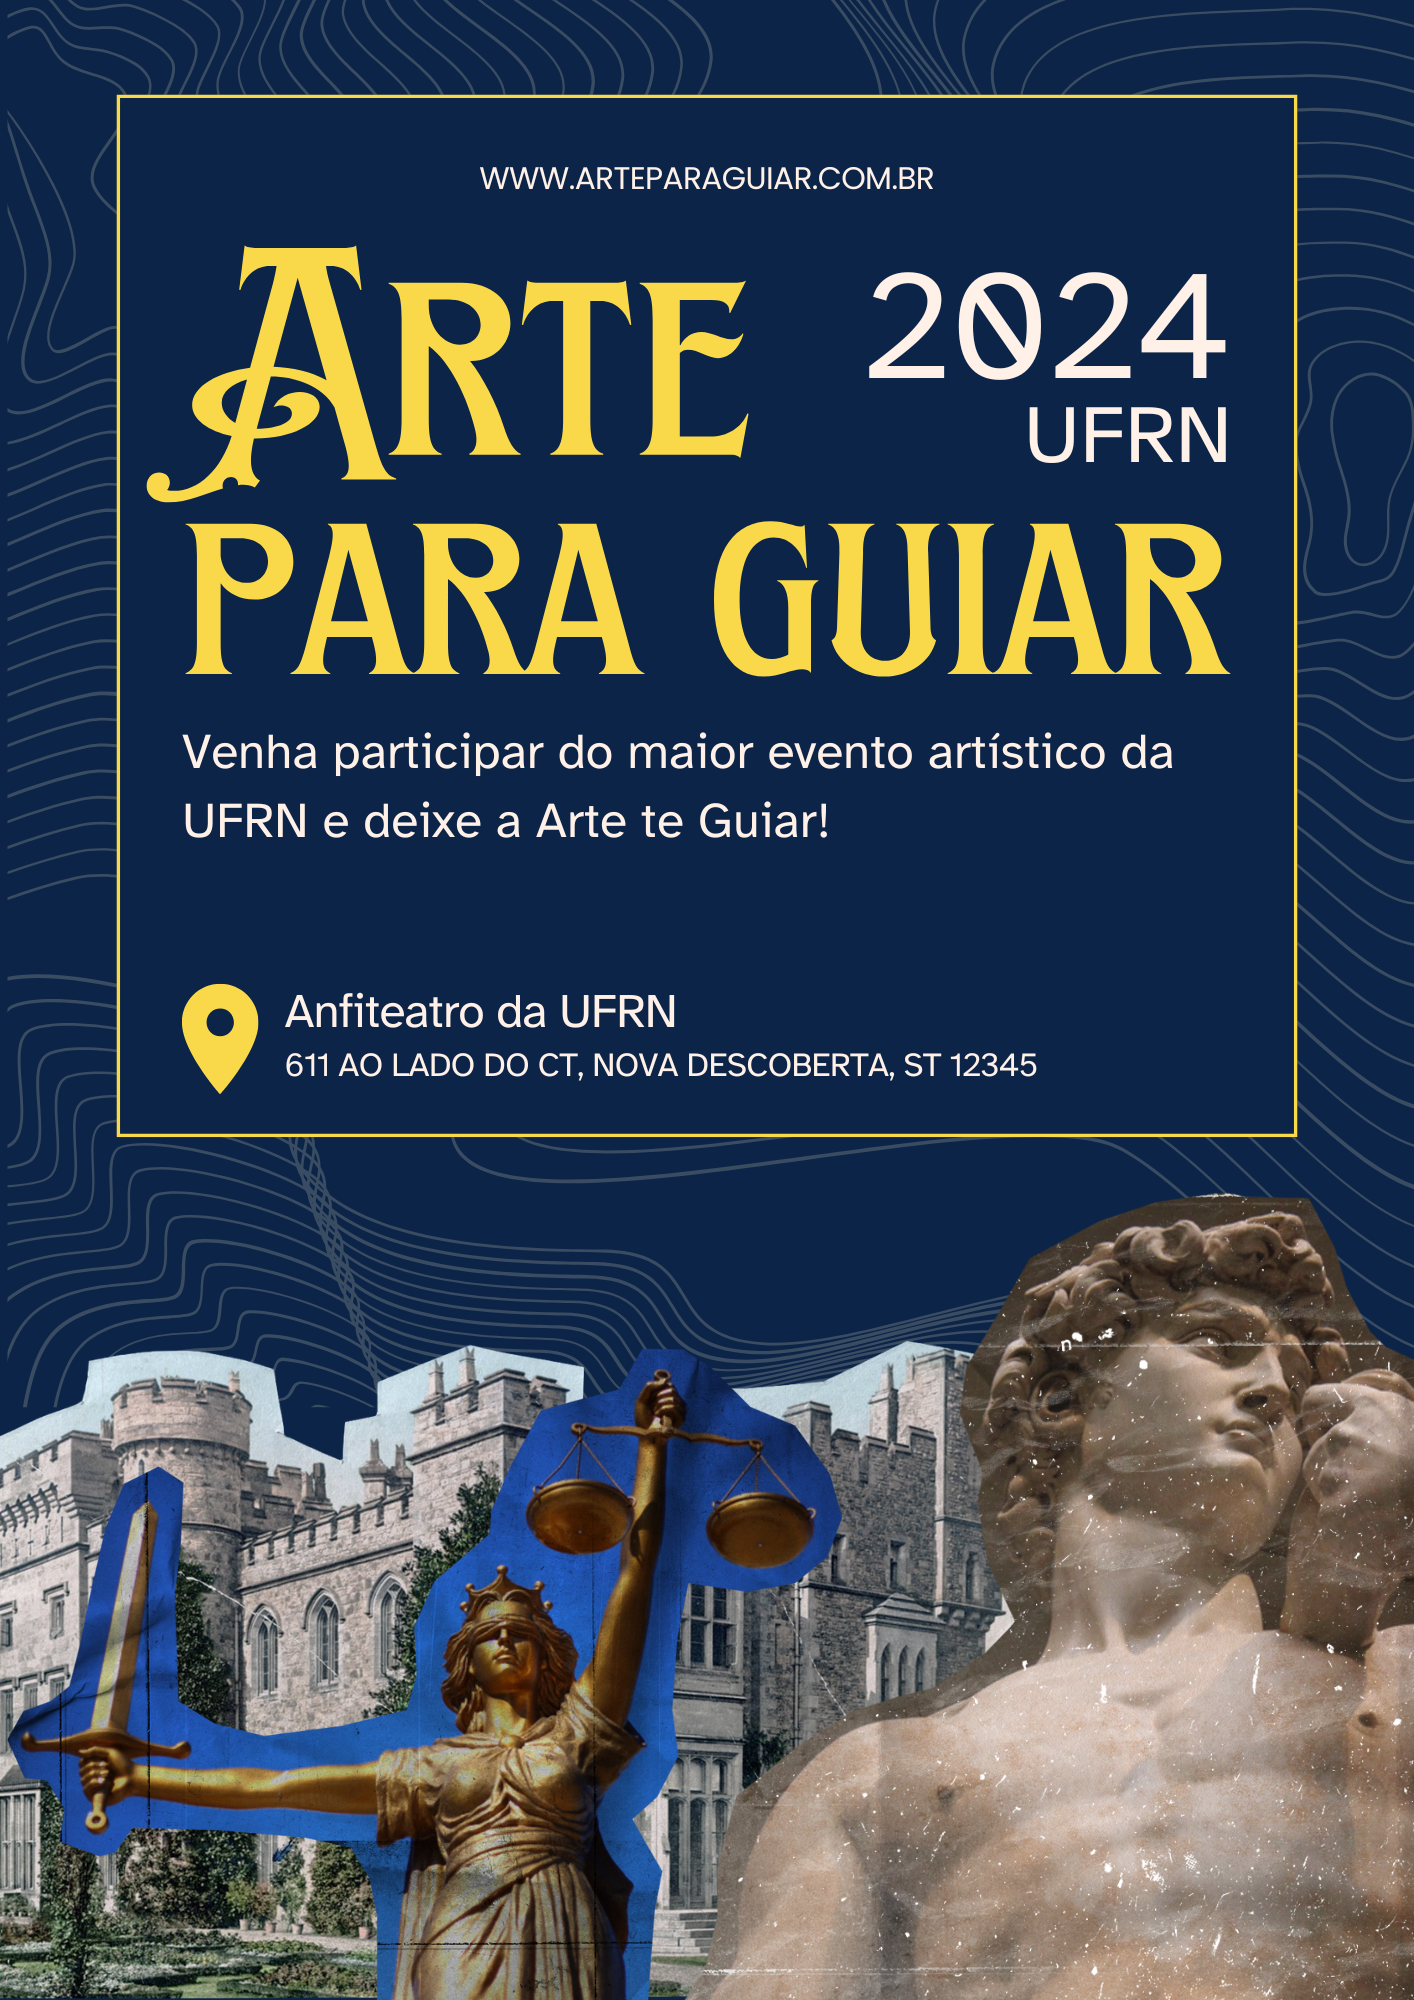 WWW.ARTEPARAGUIAR.COM.BR
ARTE
2024
UFRN
PARA GUIAR
Venha participar do maior evento artístico da
UFRN e deixe a Arte te Guiar!
Anfiteatro da UFRN
611 AO LADO DO CT, NOVA DESCOBERTA, ST 12345